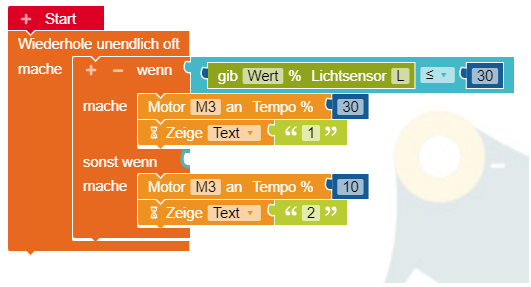 + Start
Wiederhole unendlich oft
mache + − wenn gib Wert % Lichtsensor L ≤ 30
mache Motor M3 an Tempo % 30
Zeige Text “ 1 ”
sonst wenn
mache Motor M3 an Tempo % 10
Zeige Text “ 2 ”